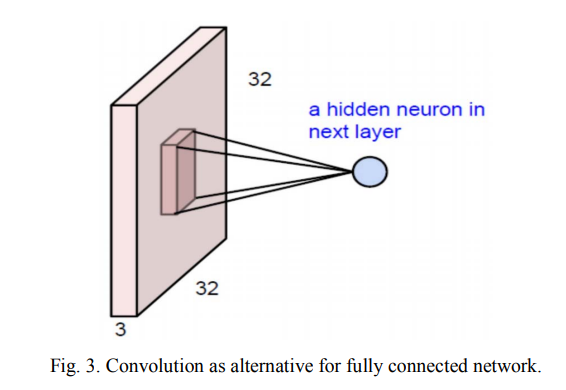 32
a hidden neuron in
next layer
32
3
Fig. 3. Convolution as alternative for fully connected network.